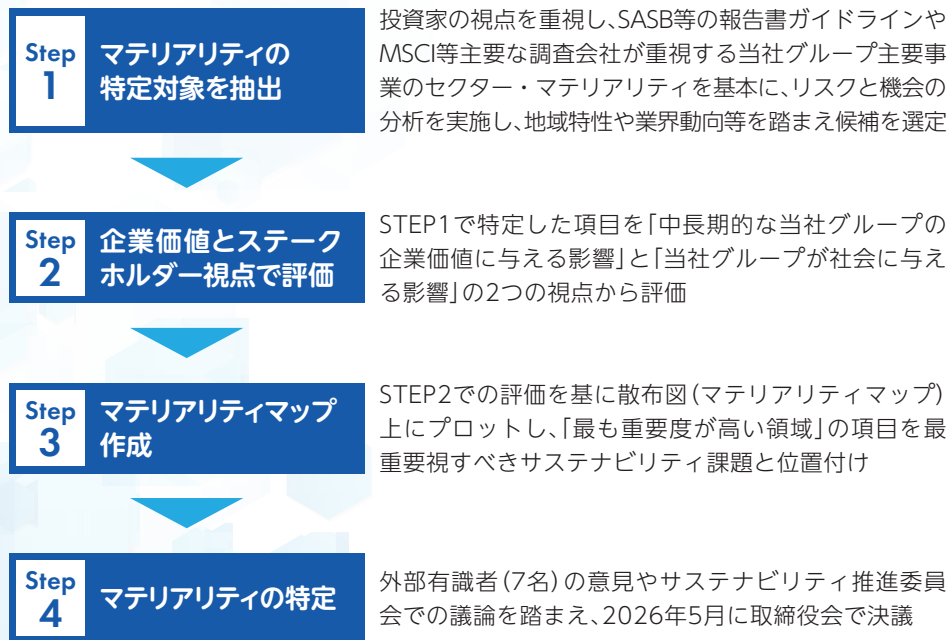 Step
1
マテリアリティの
特定対象を抽出
投資家の視点を重視し、SASB等の報告書ガイドラインや
MSCI等主要な調査会社が重視する当社グループ主要事
業のセクター・マテリアリティを基本に、リスクと機会の
分析を実施し、地域特性や業界動向等を踏まえ候補を選定
Step
2
企業価値とステーク
ホルダー視点で評価
STEP1で特定した項目を「中長期的な当社グループの
企業価値に与える影響」と「当社グループが社会に与え
る影響」の2つの視点から評価
Step
3
マテリアリティマップ
作成
STEP2での評価を基に散布図(マテリアリティマップ)
上にプロットし、「最も重要度が高い領域」の項目を最
重要視すべきサステナビリティ課題と位置付け
Step
4
マテリアリティの特定
外部有識者(7名)の意見やサステナビリティ推進委員
会での議論を踏まえ、2026年5月に取締役会で決議